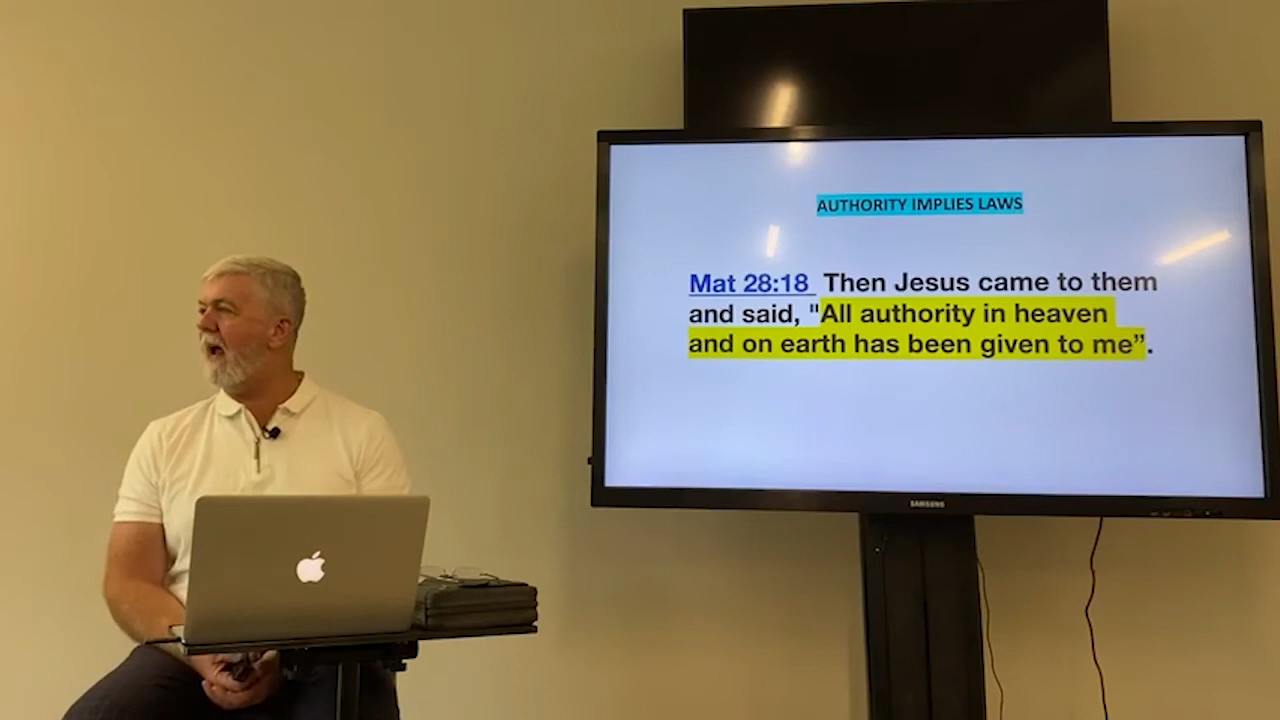 AUTHORITY IMPLIES LAWS
Mat 28:18 Then Jesus came to them
and said, "All authority in heaven
and on earth has been given to me”.
SAMSUNG